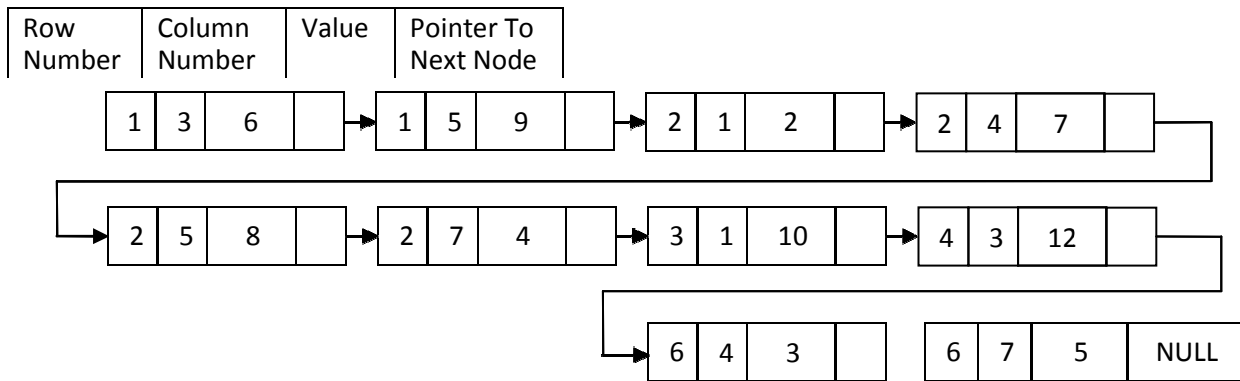 Row Column Value Pointer To
Number Number Next Node
1 3 6 1 5 9 2 1 2 2 4 7
2 5 8 2 7 4 3 1 10 4 3 12
6 4 3 6 7 5 NULL